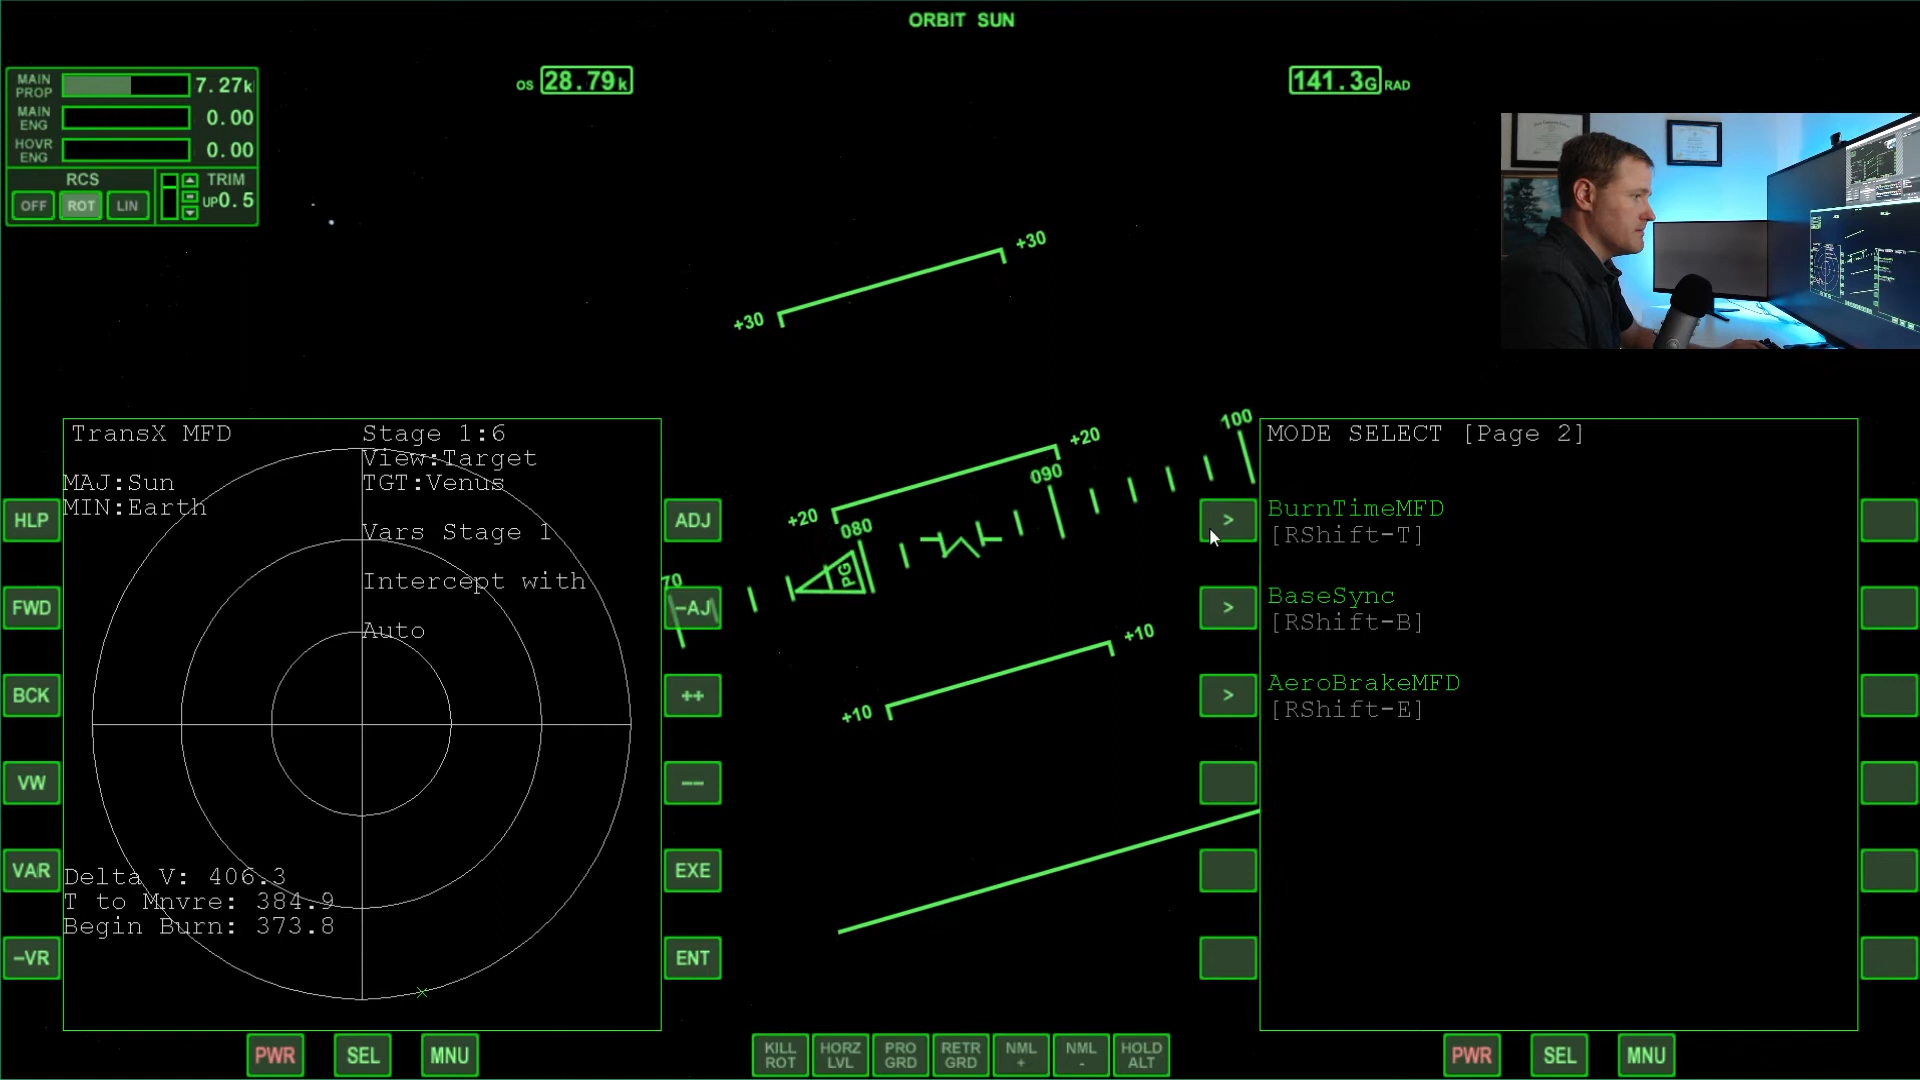 ORBIT SUN
MAIN PROP 7.27k
MAIN ENG 0.00
HOVR ENG 0.00
RCS
OFF ROT LIN
TRIM
UP 0.5
OS 28.79k
141.3G RAD
+30 +30
+20 +20
+10 +10
70 080 090 100
PG
TransX MFD
Stage 1:6
View:Target
MAJ:Sun
TGT:Venus
MIN:Earth
Vars Stage 1
Intercept with
Auto
Delta V: 406.3
T to Mnvre: 384.9
Begin Burn: 373.8
HLP
FWD
BCK
VW
VAR
-VR
ADJ
-AJ
++
--
EXE
ENT
PWR SEL MNU
KILL ROT
HORZ LVL
PRO GRD
RETR GRD
NML +
NML -
HOLD ALT
MODE SELECT [Page 2]
> BurnTimeMFD
[RShift-T]
> BaseSync
[RShift-B]
> AeroBrakeMFD
[RShift-E]
PWR SEL MNU